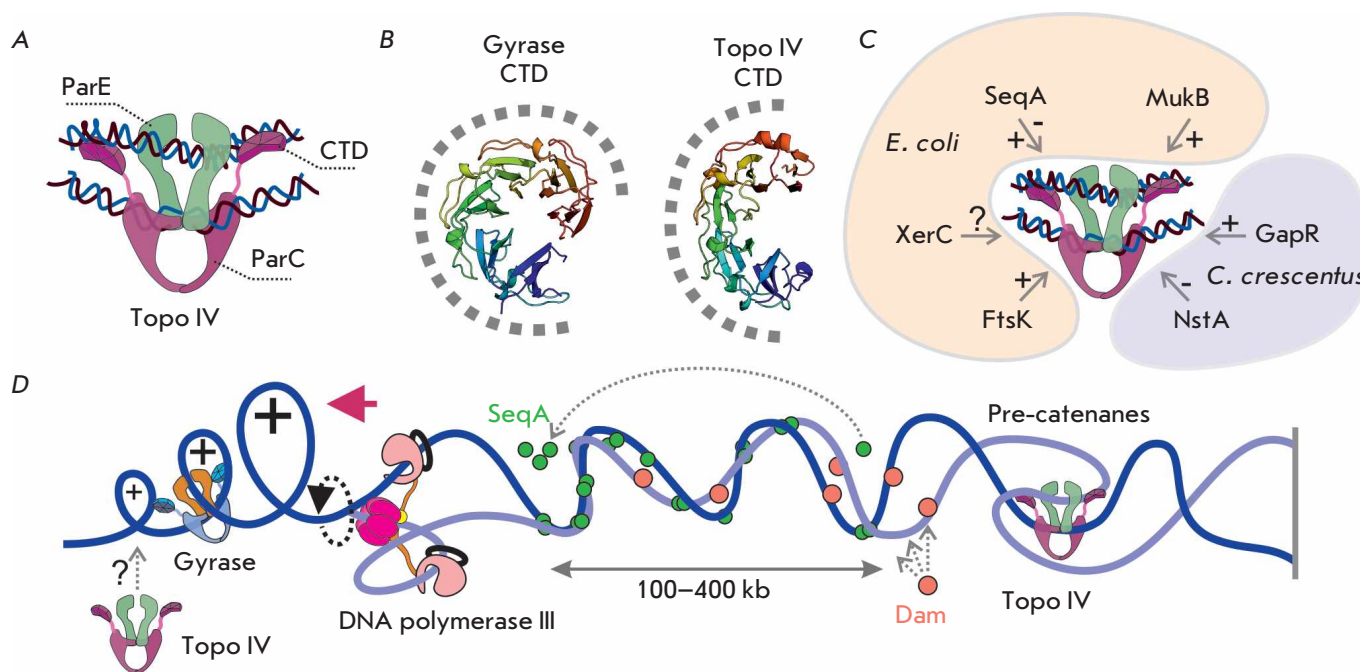 A
ParE
CTD
ParC
Topo IV
B
Gyrase
CTD
Topo IV
CTD
C
SeqA
MukB
-
+
+
E. coli
XerC
?
+
GapR
C. crescentus
+
-
FtsK
NstA
D
+
+
+
SeqA
Pre-catenanes
Gyrase
?
100–400 kb
DNA polymerase III
Dam
Topo IV
Topo IV